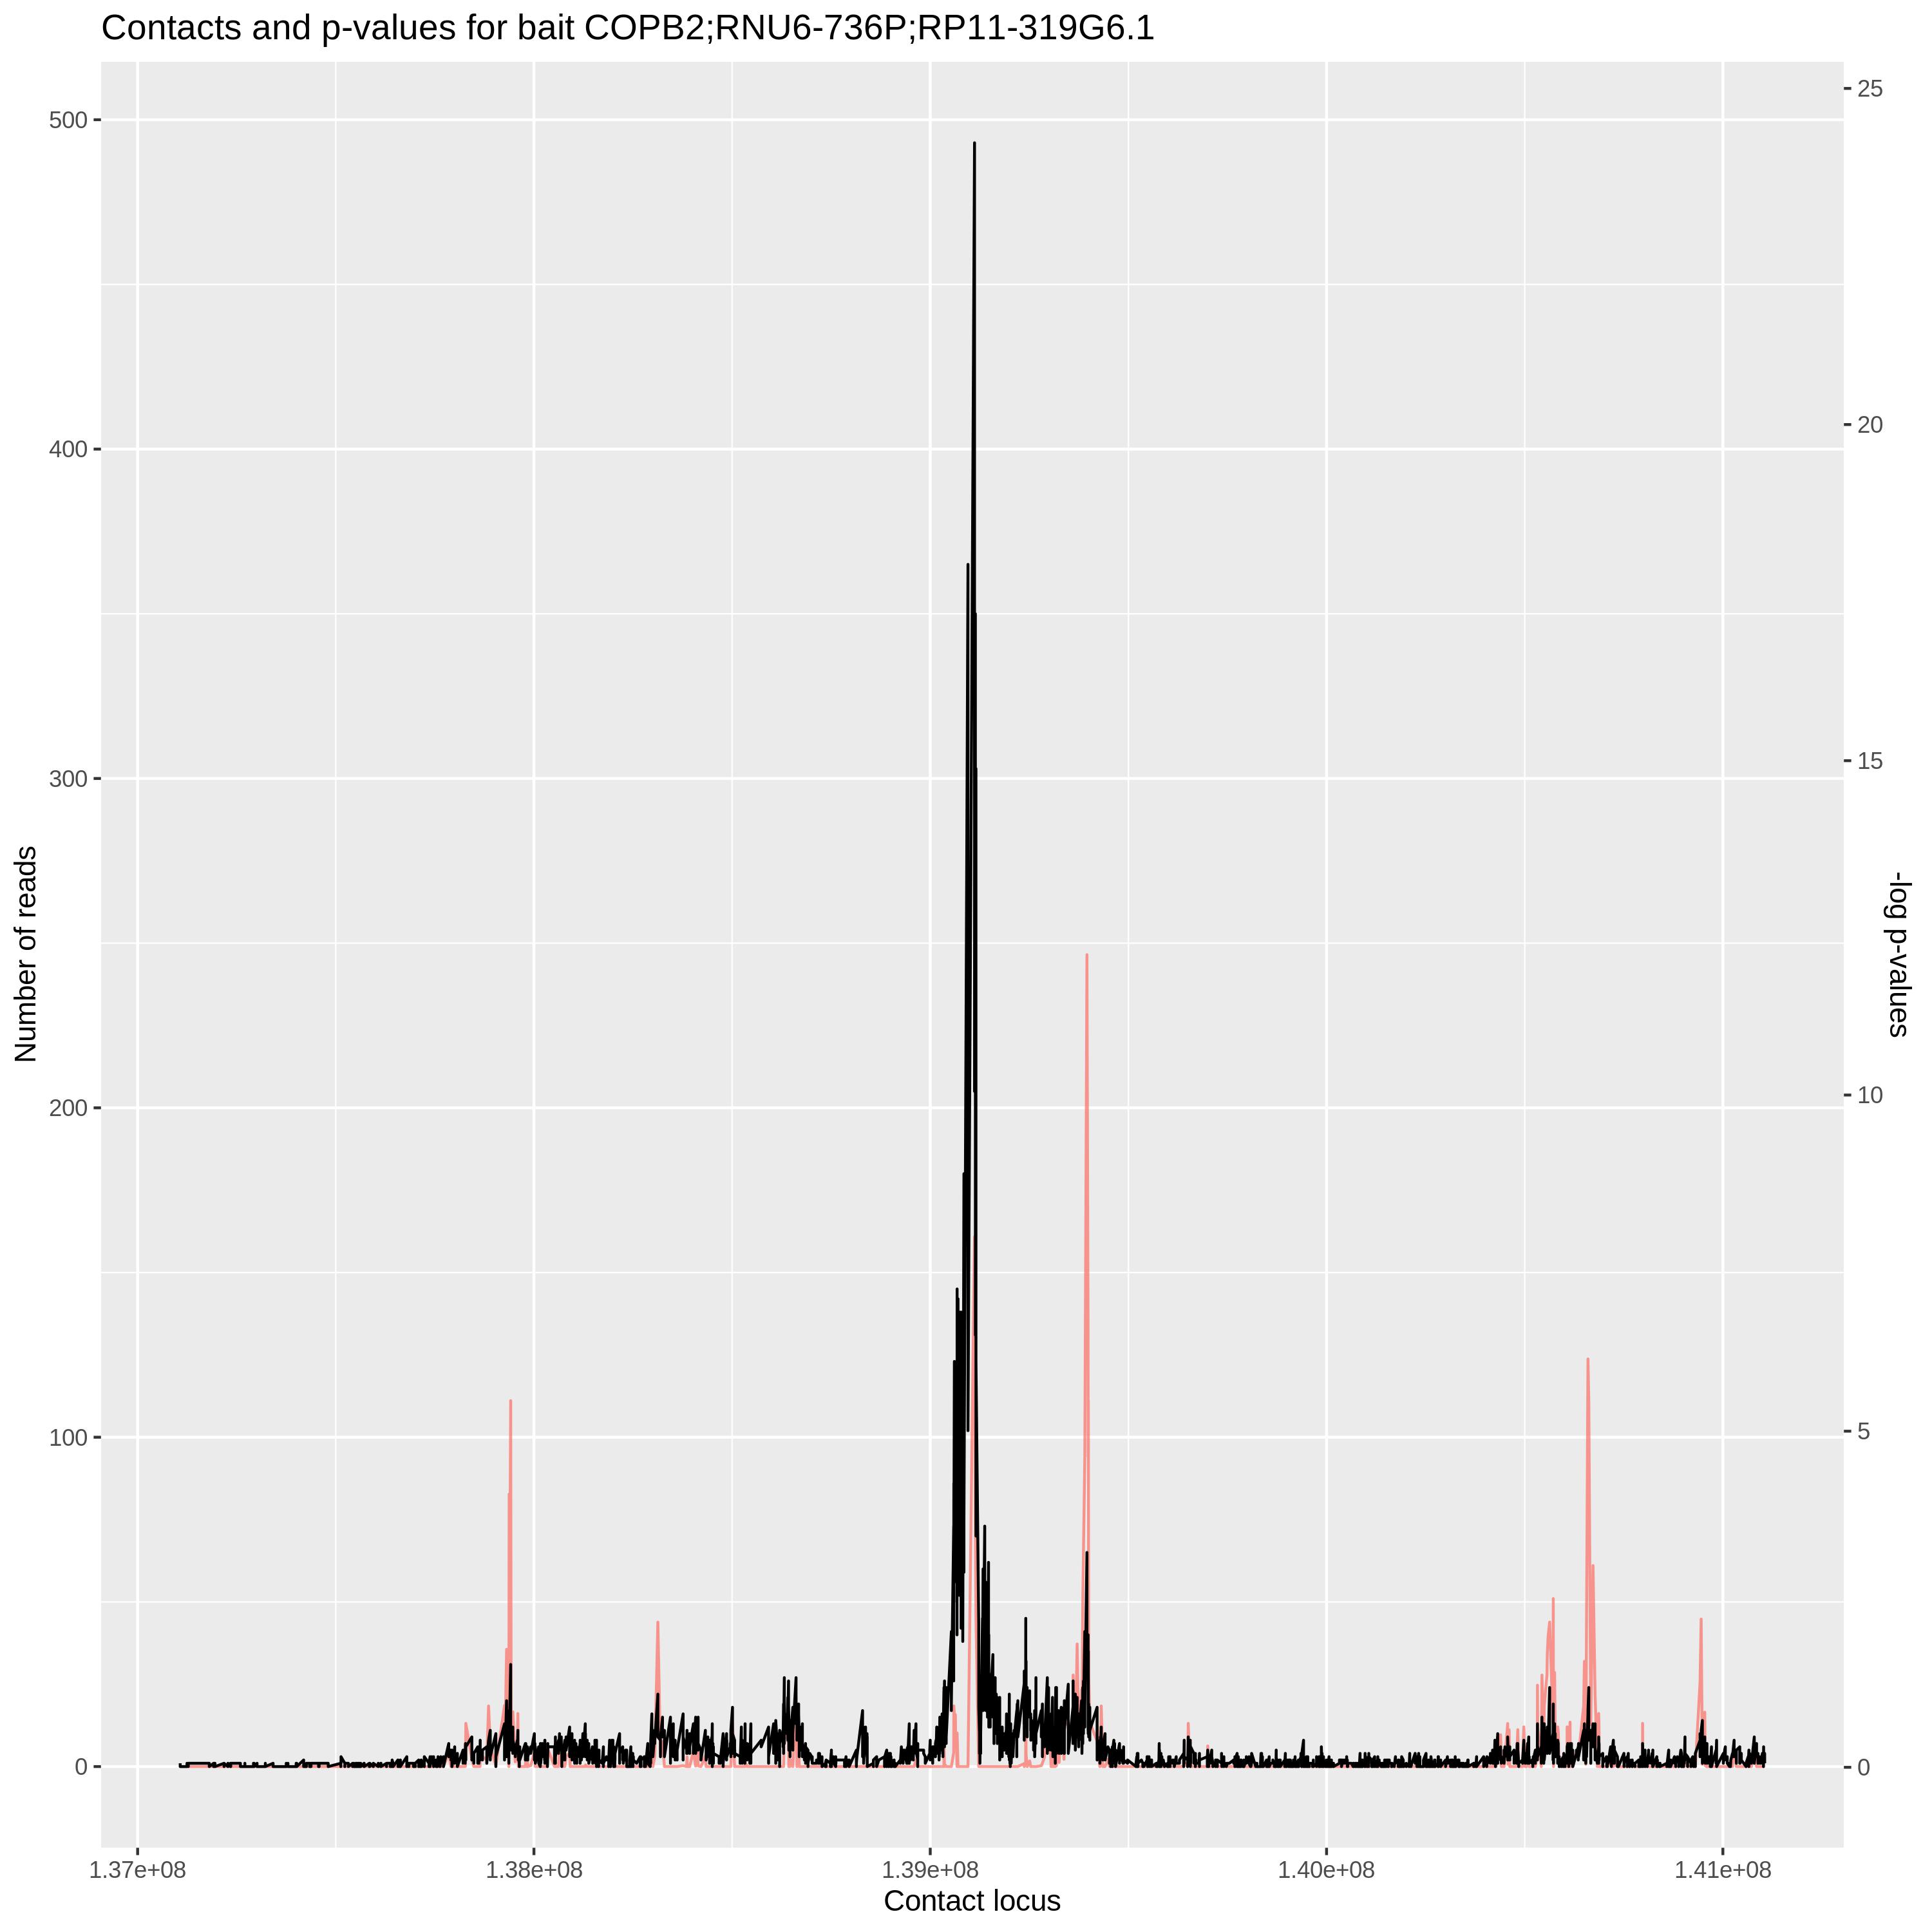 Contacts and p-values for bait COPB2;RNU6-736P;RP11-319G6.1
500
400
300
200
100
0
Number of reads
25
20
15
10
5
0
-log p-values
1.37e+08
1.38e+08
1.39e+08
1.40e+08
1.41e+08
Contact locus